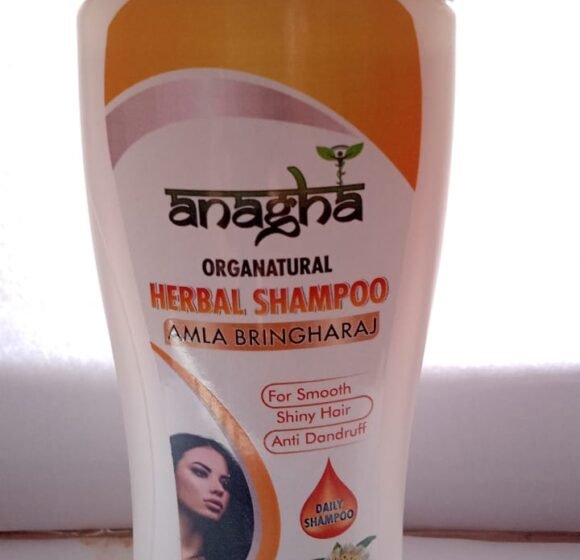 anagha
ORGANATURAL
HERBAL SHAMPOO
AMLA BRINGHARAJ
For Smooth
Shiny Hair
Anti Dandruff
DAILY
SHAMPOO